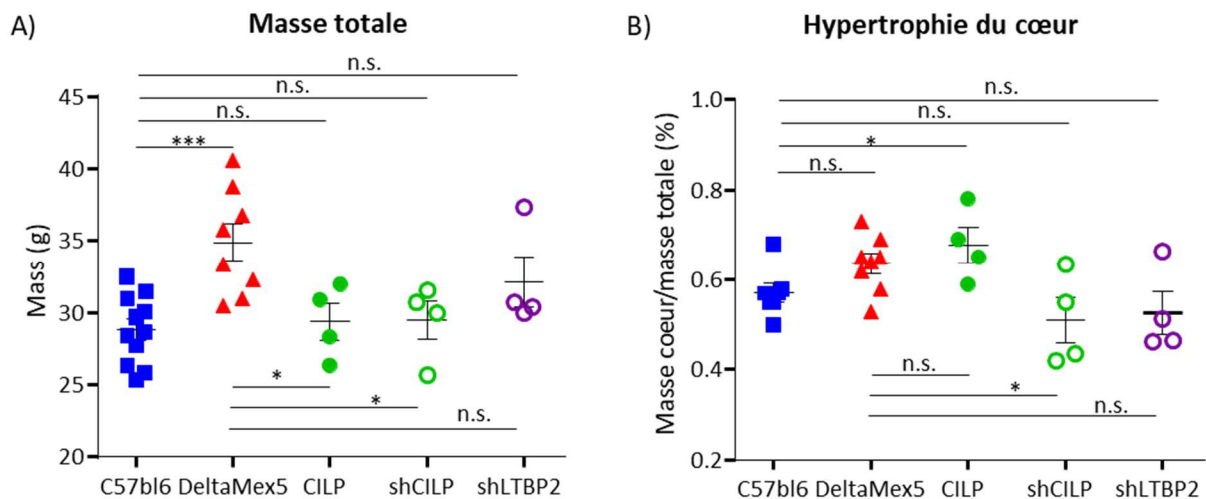 A)
Masse totale
n.s.
n.s.
n.s.
***
Mass (g)
45
40
35
30
25
20
*
*
n.s.
C57bl6 DeltaMex5 CILP shCILP shLTBP2
B)
Hypertrophie du cœur
n.s.
n.s.
*
n.s.
Masse coeur/masse totale (%)
1.0
0.8
0.6
0.4
0.2
n.s.
*
n.s.
C57bl6 DeltaMex5 CILP shCILP shLTBP2